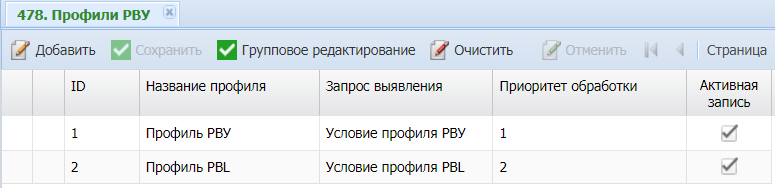 478. Профили РВУ
Добавить Сохранить Групповое редактирование Очистить Отменить Страница
ID Название профиля Запрос выявления Приоритет обработки Активная запись
1 Профиль РВУ Условие профиля РВУ 1
2 Профиль PBL Условие профиля PBL 2